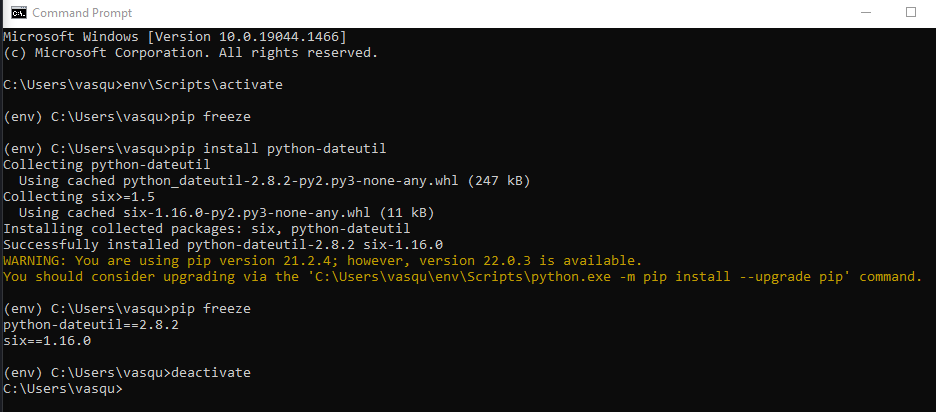 Command Prompt
Microsoft Windows [Version 10.0.19044.1466]
(c) Microsoft Corporation. All rights reserved.
C:\Users\vasqu>env\Scripts\activate
(env) C:\Users\vasqu>pip freeze
(env) C:\Users\vasqu>pip install python-dateutil
Collecting python-dateutil
  Using cached python_dateutil-2.8.2-py2.py3-none-any.whl (247 kB)
Collecting six>=1.5
  Using cached six-1.16.0-py2.py3-none-any.whl (11 kB)
Installing collected packages: six, python-dateutil
Successfully installed python-dateutil-2.8.2 six-1.16.0
WARNING: You are using pip version 21.2.4; however, version 22.0.3 is available.
You should consider upgrading via the 'C:\Users\vasqu\env\Scripts\python.exe -m pip install --upgrade pip' command.
(env) C:\Users\vasqu>pip freeze
python-dateutil==2.8.2
six==1.16.0
(env) C:\Users\vasqu>deactivate
C:\Users\vasqu>